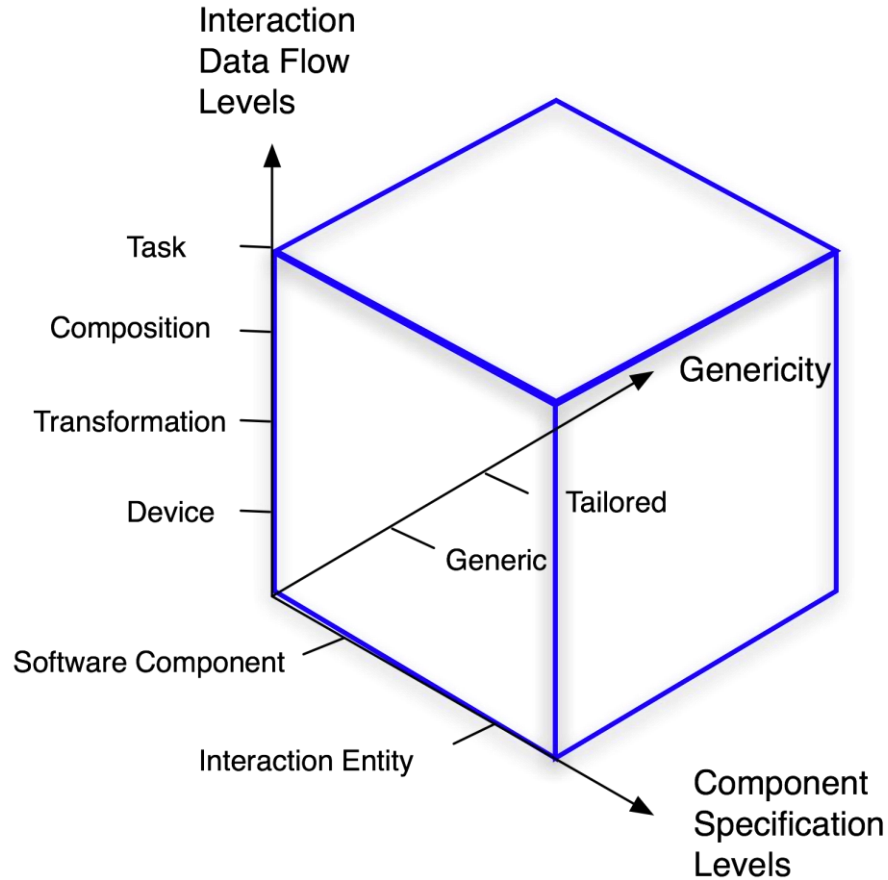 Interaction
Data Flow
Levels
Task
Composition
Transformation
Device
Genericity
Tailored
Generic
Software Component
Interaction Entity
Component
Specification
Levels